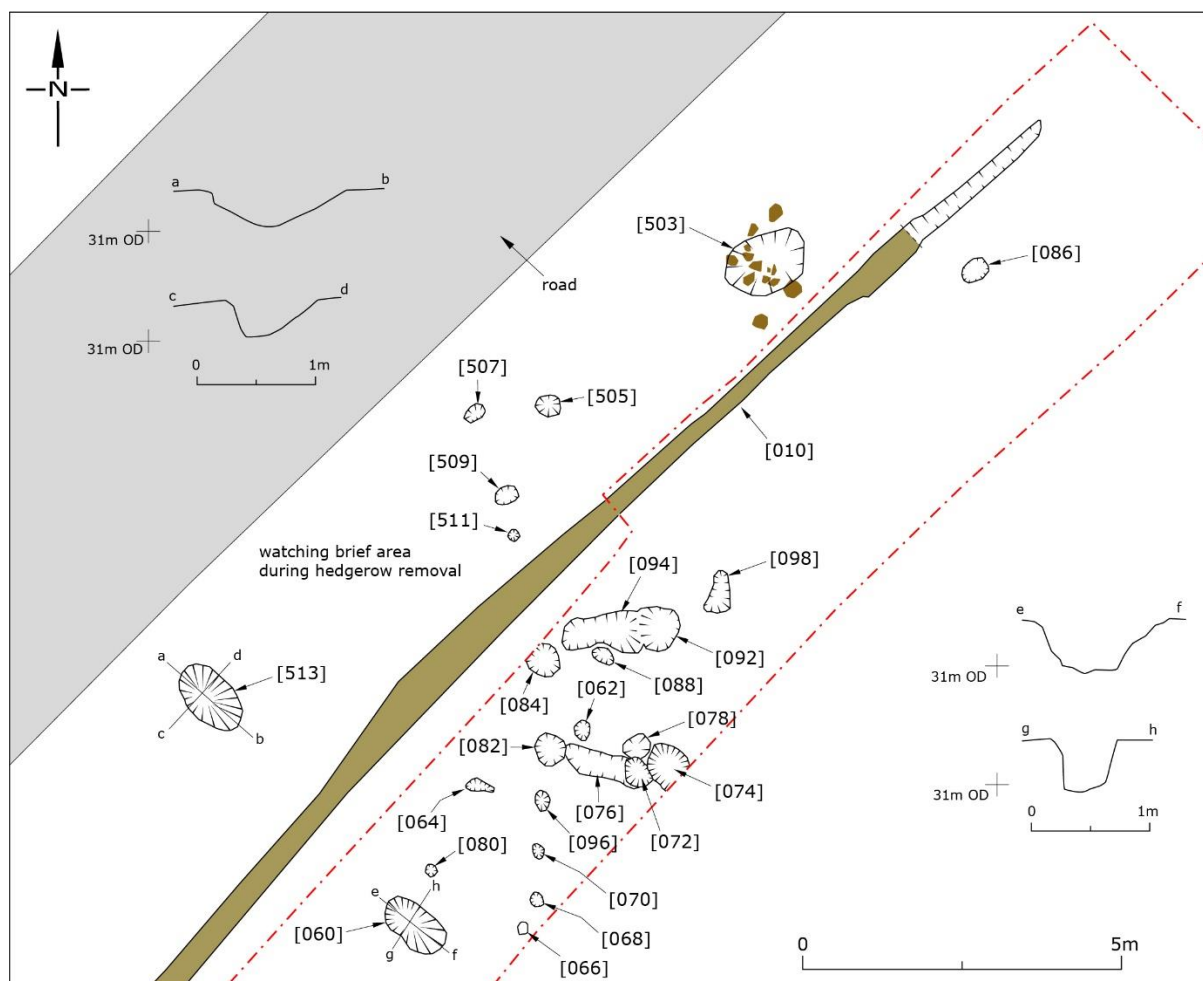 N
a
b
31m OD
c
d
31m OD
0
1m
road
[503]
[086]
[507]
[505]
[010]
[509]
[511]
watching brief area
during hedgerow removal
[094]
[098]
[092]
[088]
[084]
a
d
[513]
c
b
[062]
[078]
[082]
[074]
[076]
[072]
[064]
[096]
[080]
[070]
e
h
[060]
g
f
[068]
[066]
e
f
31m OD
g
h
31m OD
0
1m
0
5m